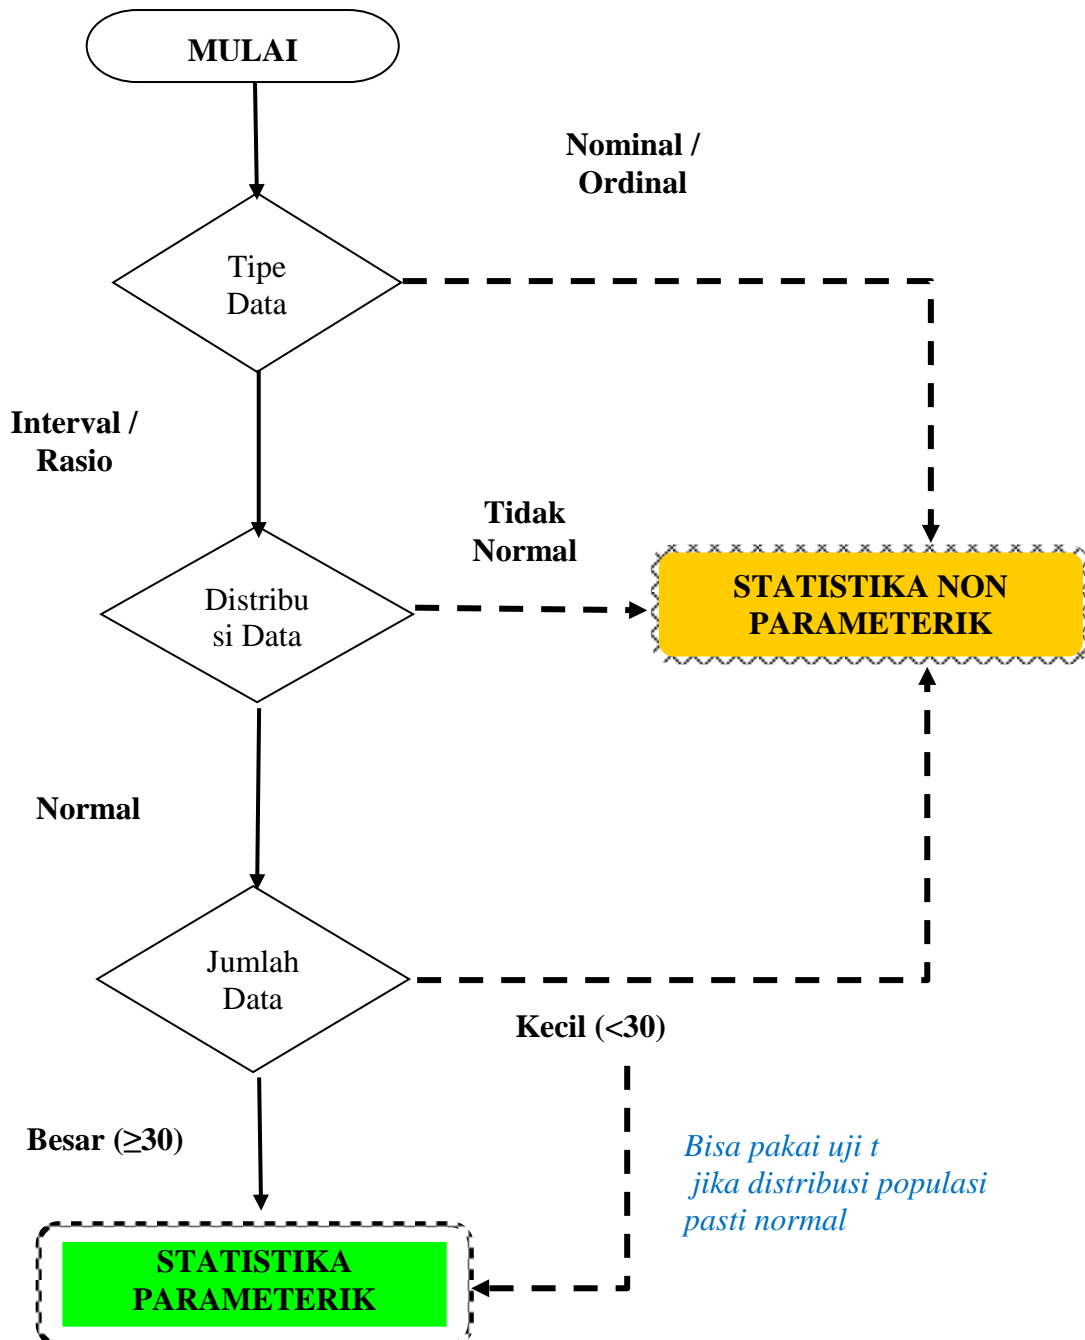 MULAI
Nominal /
Ordinal
Tipe
Data
Interval /
Rasio
Tidak
Normal
Distribu
si Data
STATISTIKA NON
PARAMETERIK
Normal
Jumlah
Data
Kecil (<30)
Besar (≥30)
Bisa pakai uji t
jika distribusi populasi
pasti normal
STATISTIKA
PARAMETERIK